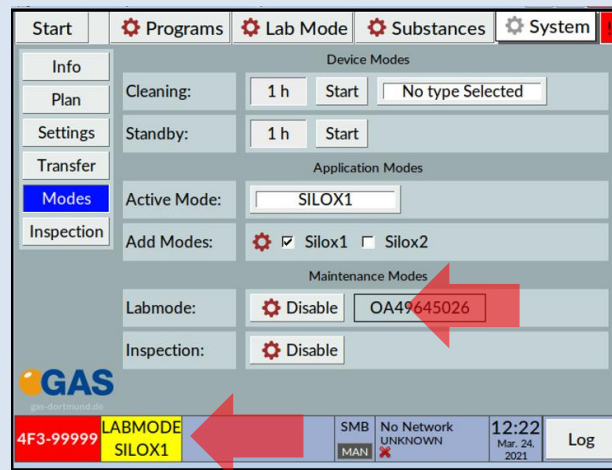 Start Programs Lab Mode Substances System
Info
Plan
Settings
Transfer
Modes
Inspection
Device Modes
Cleaning: 1 h Start No type Selected
Standby: 1 h Start
Application Modes
Active Mode: SILOX1
Add Modes: Silox1 Silox2
Maintenance Modes
Labmode: Disable OA49645026
Inspection: Disable
GAS
gas-dortmund.de
4F3-99999
LABMODE
SILOX1
SMB
MAN
No Network
UNKNOWN
12:22
Mar. 24.
2021
Log